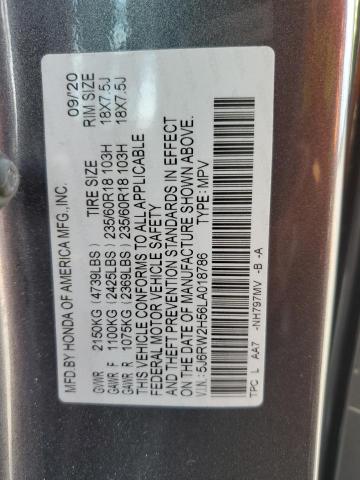 MFD.BY HONDA OF AMERICA MFG.,INC. 09/'20
TIRE SIZE RIM SIZE
GVWR 2150KG(4739LBS)
GAWR F 1100KG(2425LBS)235/60R18 103H 18X7.5J
GAWR R 1075KG(2369LBS)235/60R18 103H 18X7.5J
THIS VEHICLE CONFORMS TO ALL APPLICABLE
FEDERAL MOTOR VEHICLE SAFETY
AND THEFT PREVENTION STANDARDS IN EFFECT
ON THE DATE OF MANUFACTURE SHOWN ABOVE.
V.I.N.:5J6RW2H56LA018786 TYPE:MPV
TPC L AA7 -NH797MV -B -A